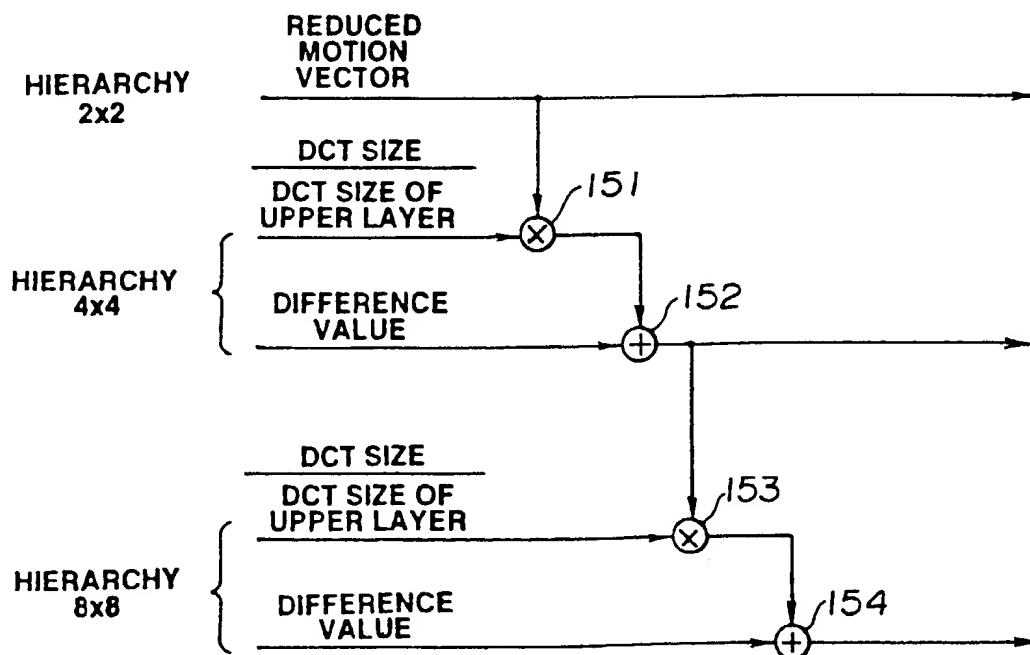 REDUCED
MOTION
VECTOR
HIERARCHY
2x2
DCT SIZE
DCT SIZE OF
UPPER LAYER
151
HIERARCHY
4x4
DIFFERENCE
VALUE
152
DCT SIZE
DCT SIZE OF
UPPER LAYER
153
HIERARCHY
8x8
DIFFERENCE
VALUE
154